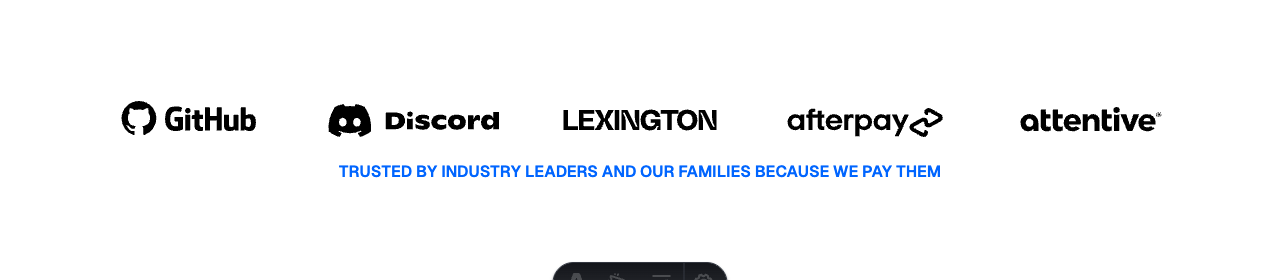 GitHub Discord LEXINGTON afterpay attentive®
TRUSTED BY INDUSTRY LEADERS AND OUR FAMILIES BECAUSE WE PAY THEM